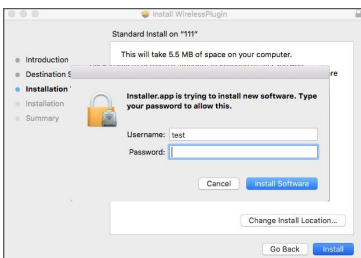 Install WirelessPlugin
Standard Install on "111"
Introduction
Destination S
Installation
Installation
Summary
This will take 5.5 MB of space on your computer.
re
Installer.app is trying to install new software. Type
your password to allow this.
Username: test
Password:
Cancel
Install Software
Change Install Location...
Go Back
Install